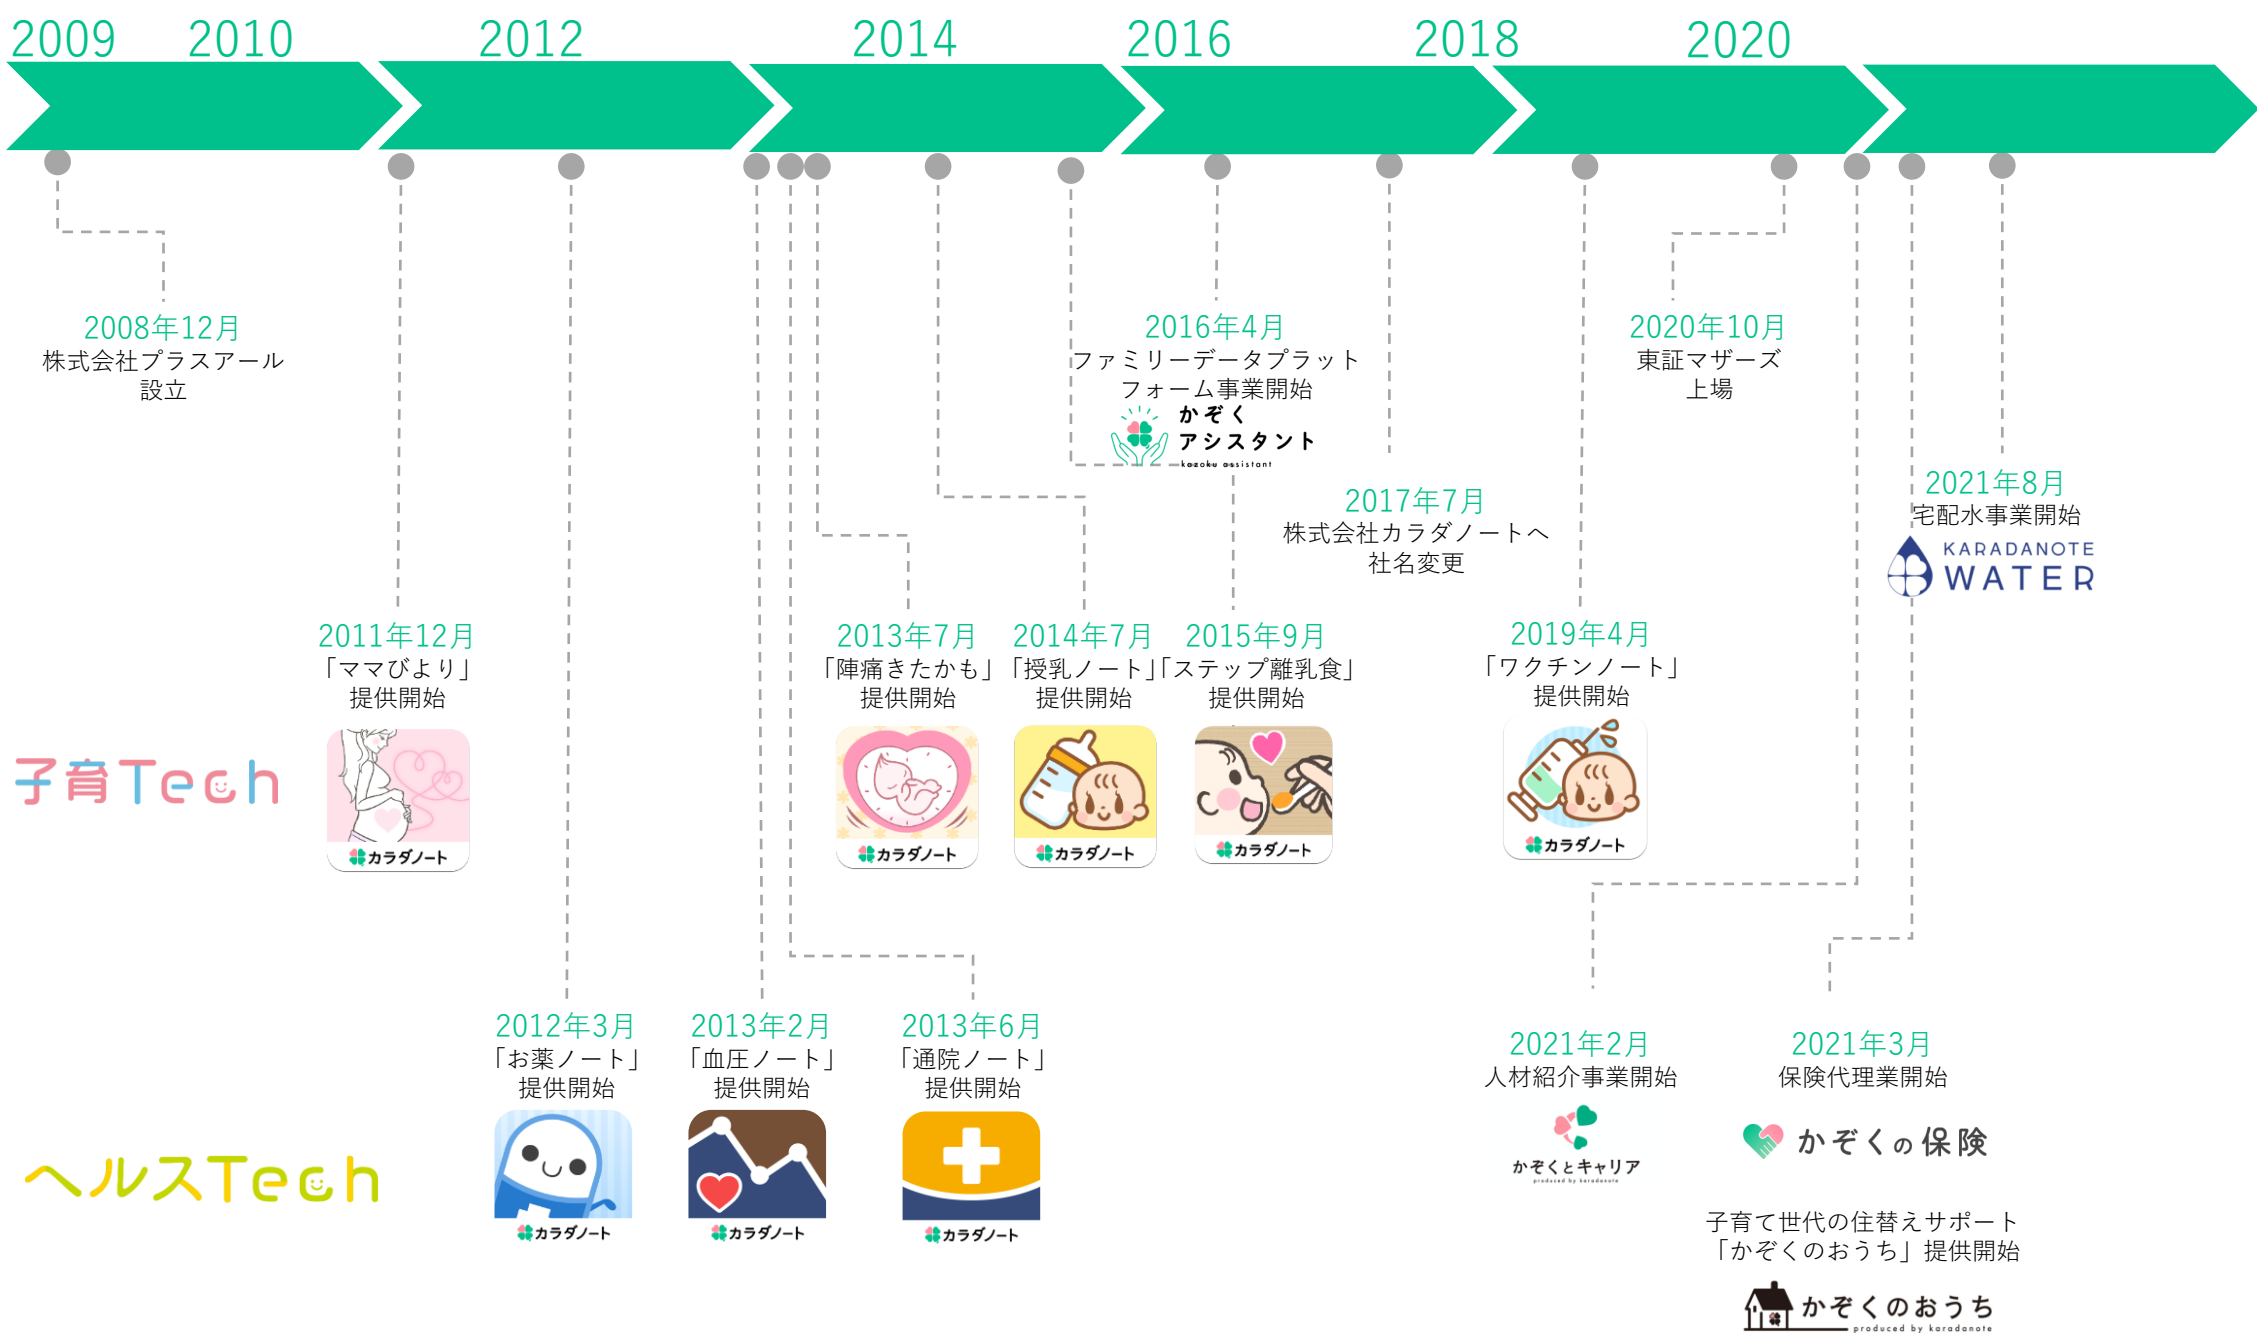 2009 2010 2012 2014 2016 2018 2020
2008年12月
株式会社プラスアール
設立
2016年4月
ファミリーデータプラット
フォーム事業開始
かぞく
アシスタント
kazoku assistant
2020年10月
東証マザーズ
上場
2017年7月
株式会社カラダノートへ
社名変更
2021年8月
宅配水事業開始
KARADANOTE
WATER
2011年12月
「ママびより」
提供開始
カラダノート
2013年7月
「陣痛きたかも」
提供開始
カラダノート
2014年7月
「授乳ノート」
提供開始
カラダノート
2015年9月
「ステップ離乳食」
提供開始
カラダノート
2019年4月
「ワクチンノート」
提供開始
カラダノート
子育Tech
2012年3月
「お薬ノート」
提供開始
カラダノート
2013年2月
「血圧ノート」
提供開始
カラダノート
2013年6月
「通院ノート」
提供開始
カラダノート
2021年2月
人材紹介事業開始
かぞくとキャリア
produced by karadanote
2021年3月
保険代理業開始
かぞくの保険
ヘルスTech
子育て世代の住替えサポート
「かぞくのおうち」提供開始
かぞくのおうち
produced by karadanote